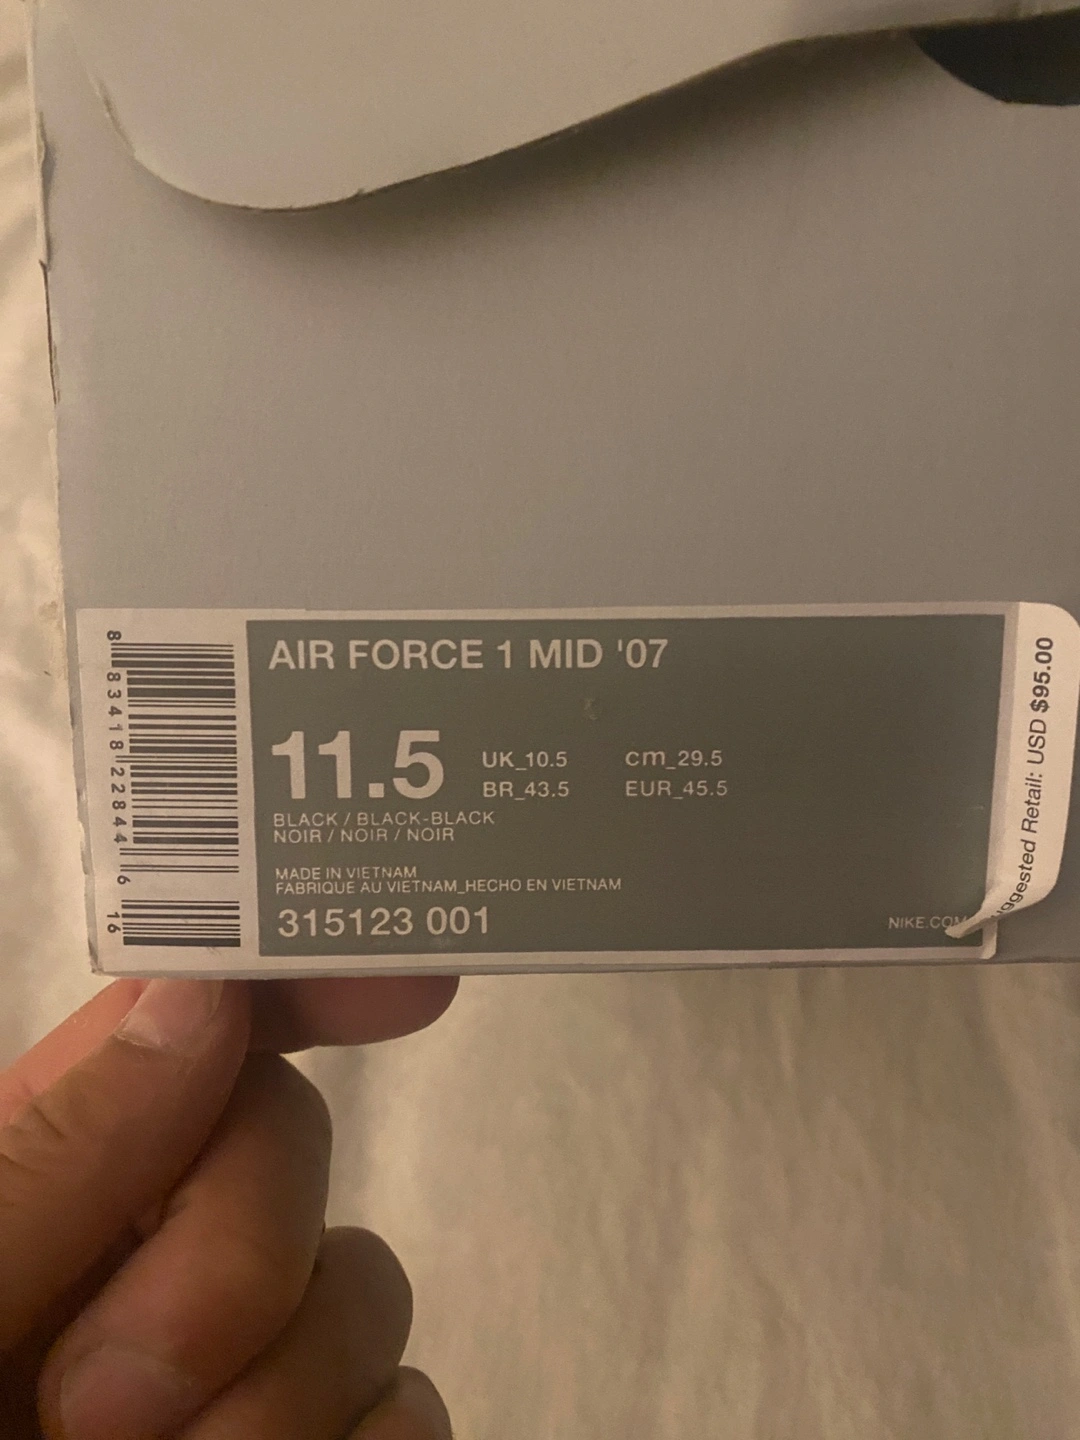 AIR FORCE 1 MID '07
11.5
UK_10.5 cm_29.5
BR_43.5 EUR_45.5
BLACK / BLACK-BLACK
NOIR / NOIR / NOIR
MADE IN VIETNAM
FABRIQUE AU VIETNAM_HECHO EN VIETNAM
315123 001
NIKE.COM
8 83418 22844 6
16
uggested Retail: USD $95.00